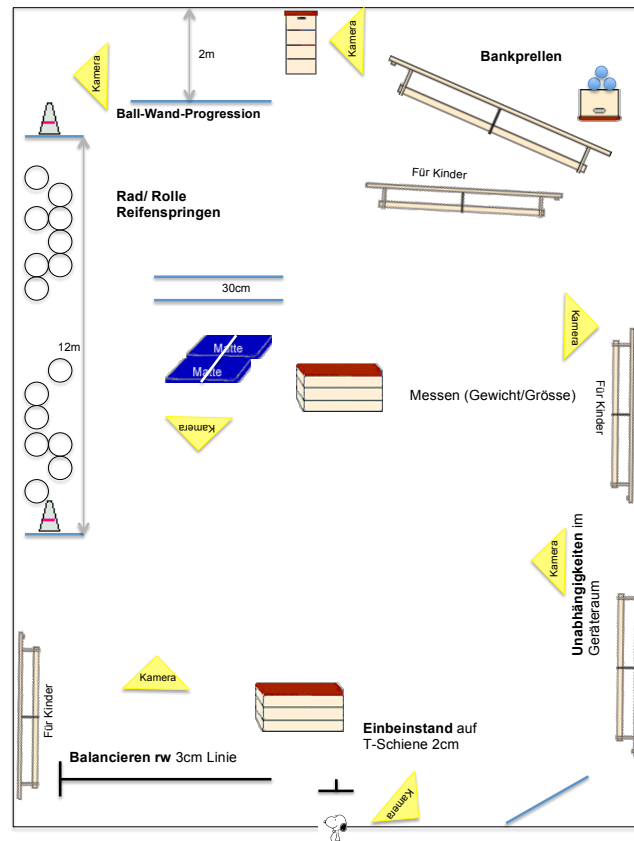 Kamera
2m
Kamera
Bankprellen
Ball-Wand-Progression
Für Kinder
Rad/ Rolle
Reifenspringen
30cm
Kamera
12m
Matte
Matte
Messen (Gewicht/Grösse)
Für Kinder
Kamera
Kamera
Unabhängigkeiten im
Geräteraum
Kamera
Für Kinder
Einbeinstand auf
T-Schiene 2cm
Balancieren rw 3cm Linie
Kamera